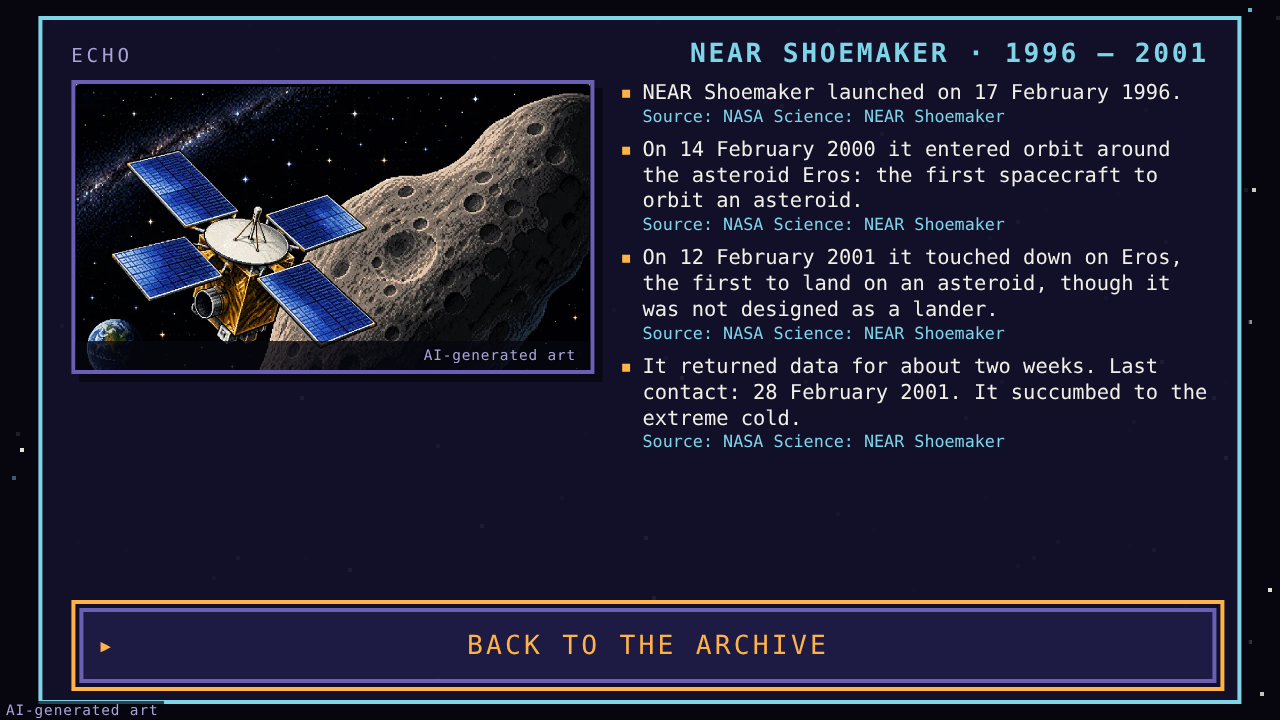 ECHO
NEAR SHOEMAKER · 1996 — 2001
AI-generated art
NEAR Shoemaker launched on 17 February 1996.
Source: NASA Science: NEAR Shoemaker
On 14 February 2000 it entered orbit around
the asteroid Eros: the first spacecraft to
orbit an asteroid.
Source: NASA Science: NEAR Shoemaker
On 12 February 2001 it touched down on Eros,
the first to land on an asteroid, though it
was not designed as a lander.
Source: NASA Science: NEAR Shoemaker
It returned data for about two weeks. Last
contact: 28 February 2001. It succumbed to the
extreme cold.
Source: NASA Science: NEAR Shoemaker
BACK TO THE ARCHIVE
AI-generated art